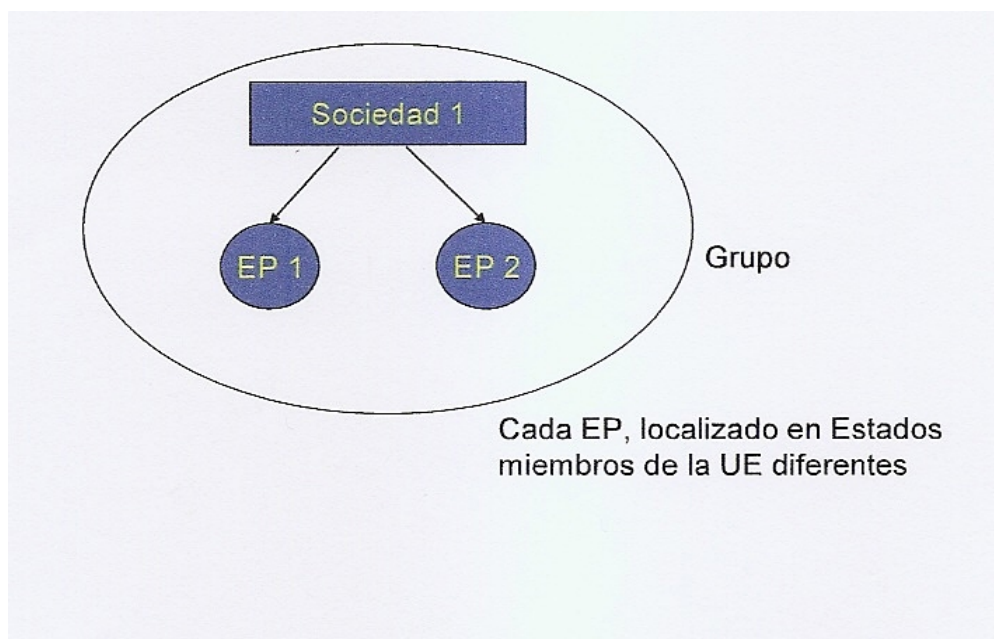 Sociedad 1
EP 1
EP 2
Grupo
Cada EP, localizado en Estados
miembros de la UE diferentes